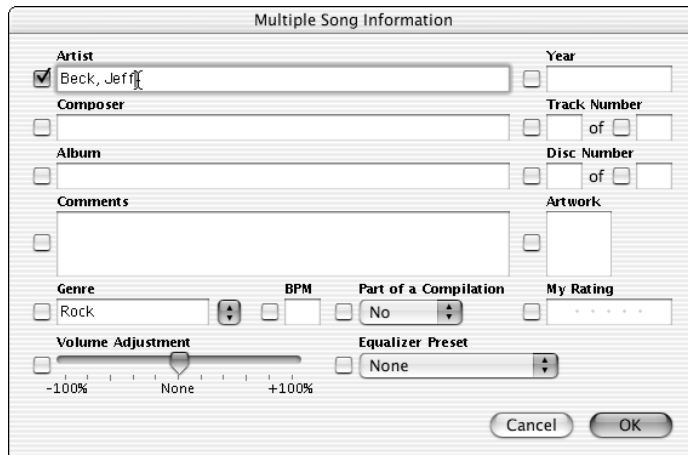 Multiple Song Information
Artist Year
Beck, Jeff
Composer Track Number
of
Album Disc Number
of
Comments Artwork
Genre BPM Part of a Compilation My Rating
Rock No
Volume Adjustment Equalizer Preset
None
-100% None +100%
Cancel OK